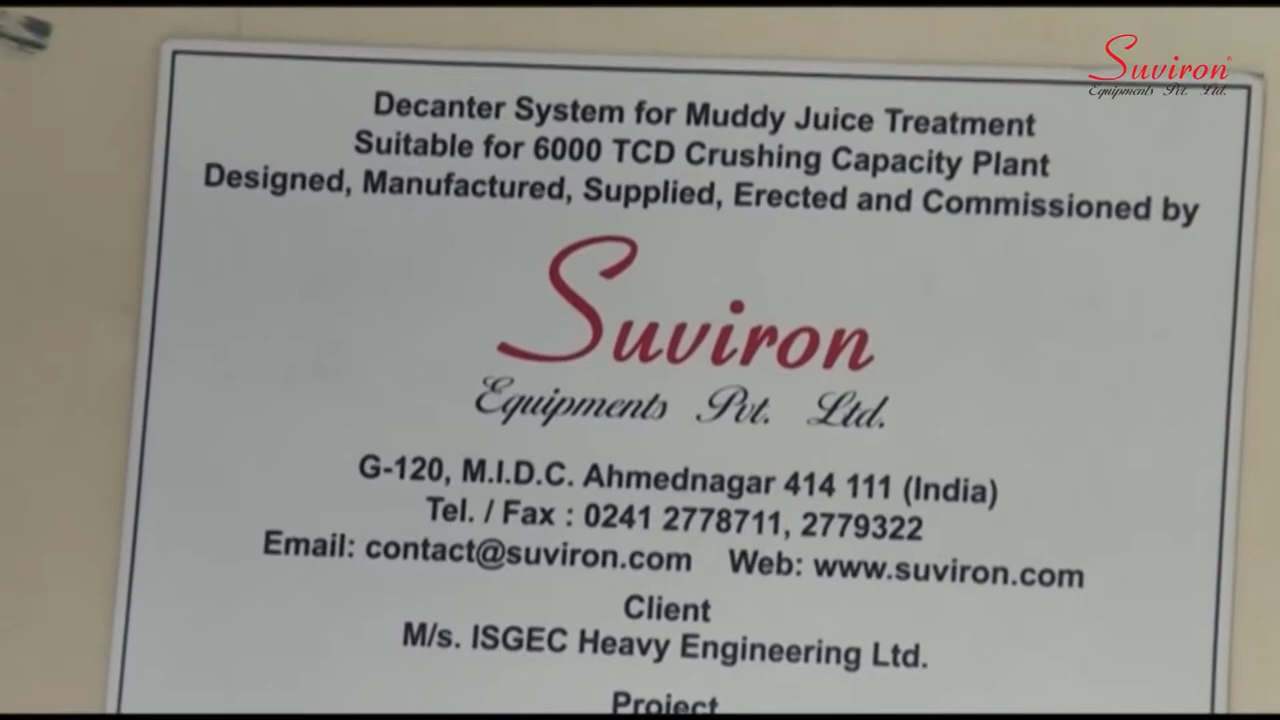 Suviron
Equipments Pvt. Ltd.
Decanter System for Muddy Juice Treatment
Suitable for 6000 TCD Crushing Capacity Plant
Designed, Manufactured, Supplied, Erected and Commissioned by
Suviron
Equipments Pvt. Ltd.
G-120, M.I.D.C. Ahmednagar 414 111 (India)
Tel. / Fax : 0241 2778711, 2779322
Email: contact@suviron.com Web: www.suviron.com
Client
M/s. ISGEC Heavy Engineering Ltd.
Project